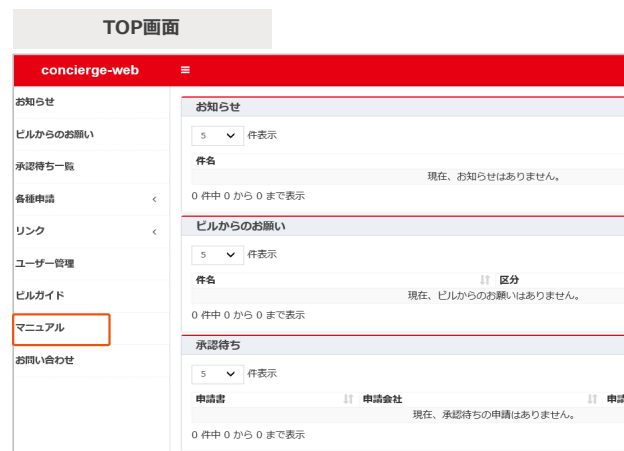 TOP画面
concierge-web
お知らせ
ビルからのお願い
承認待ち一覧
各種申請
リンク
ユーザー管理
ビルガイド
マニュアル
お問い合わせ
お知らせ
5 件表示
件名
現在、お知らせはありません。
0 件中 0 から 0 まで表示
ビルからのお願い
5 件表示
件名 区分
現在、ビルからのお願いはありません。
0 件中 0 から 0 まで表示
承認待ち
5 件表示
申請書 申請会社 申請
現在、承認待ちの申請はありません。
0 件中 0 から 0 まで表示